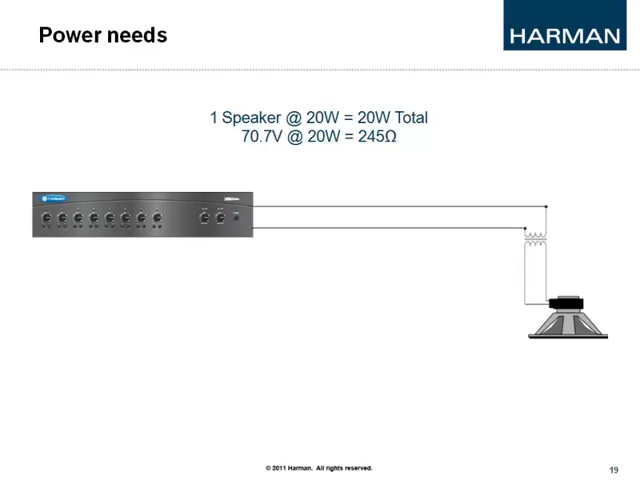 Power needs
HARMAN
1 Speaker @ 20W = 20W Total
70.7V @ 20W = 245Ω
© 2011 Harman. All rights reserved.
19